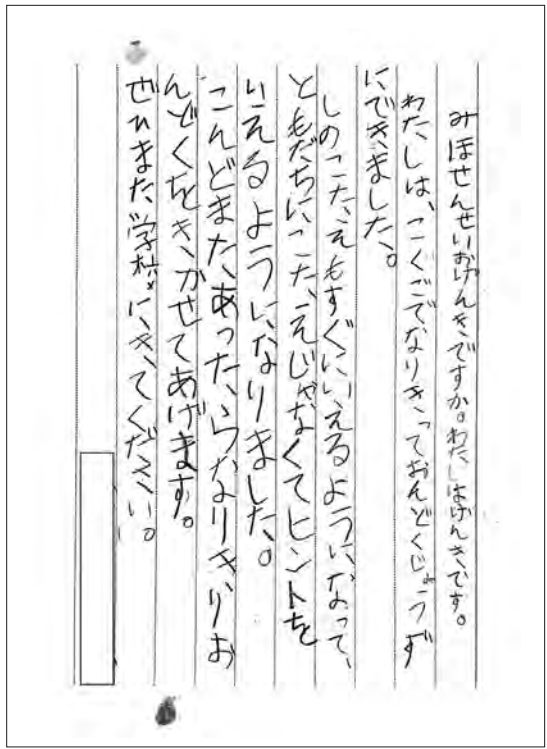 みほせんせいおげんきですか。わたしはげんきです。
わたしは、こくごでなりきっておんどくじょうず
にできました。
しのこたえもすぐにいえるようになって、
ともだちにこたえじゃなくてヒントを
いえるようになりました。
こんどまたあったらなりきりお
んどくをきかせてあげます。
ぜひまた学校にきてください。